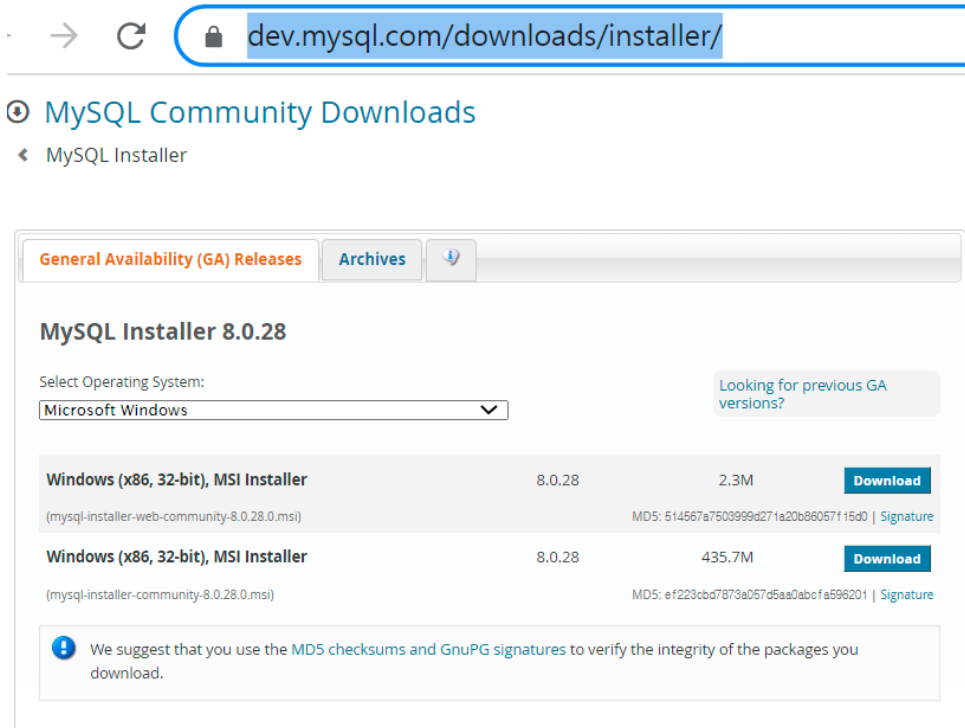 dev.mysql.com/downloads/installer/
MySQL Community Downloads
MySQL Installer
General Availability (GA) Releases
Archives
MySQL Installer 8.0.28
Select Operating System:
Microsoft Windows
Looking for previous GA
versions?
Windows (x86, 32-bit), MSI Installer 8.0.28 2.3M Download
(mysql-installer-web-community-8.0.28.0.msi) MD5: 514567a7503999d271a20b86057f15d0 | Signature
Windows (x86, 32-bit), MSI Installer 8.0.28 435.7M Download
(mysql-installer-community-8.0.28.0.msi) MD5: ef223cbd7873a057d5aa0abcfa596201 | Signature
We suggest that you use the MD5 checksums and GnuPG signatures to verify the integrity of the packages you
download.